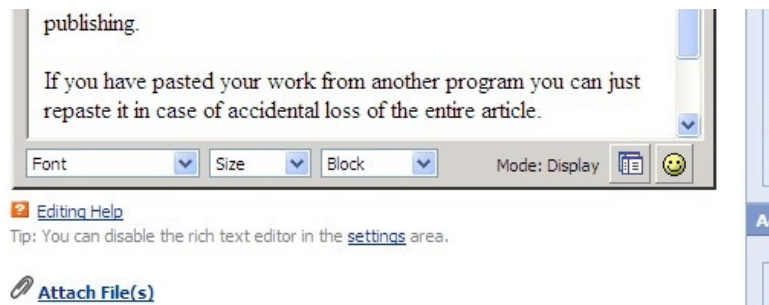 publishing.
If you have pasted your work from another program you can just
repaste it in case of accidental loss of the entire article.
Font Size Block Mode: Display
Editing Help
Tip: You can disable the rich text editor in the settings area.
Attach File(s)
A